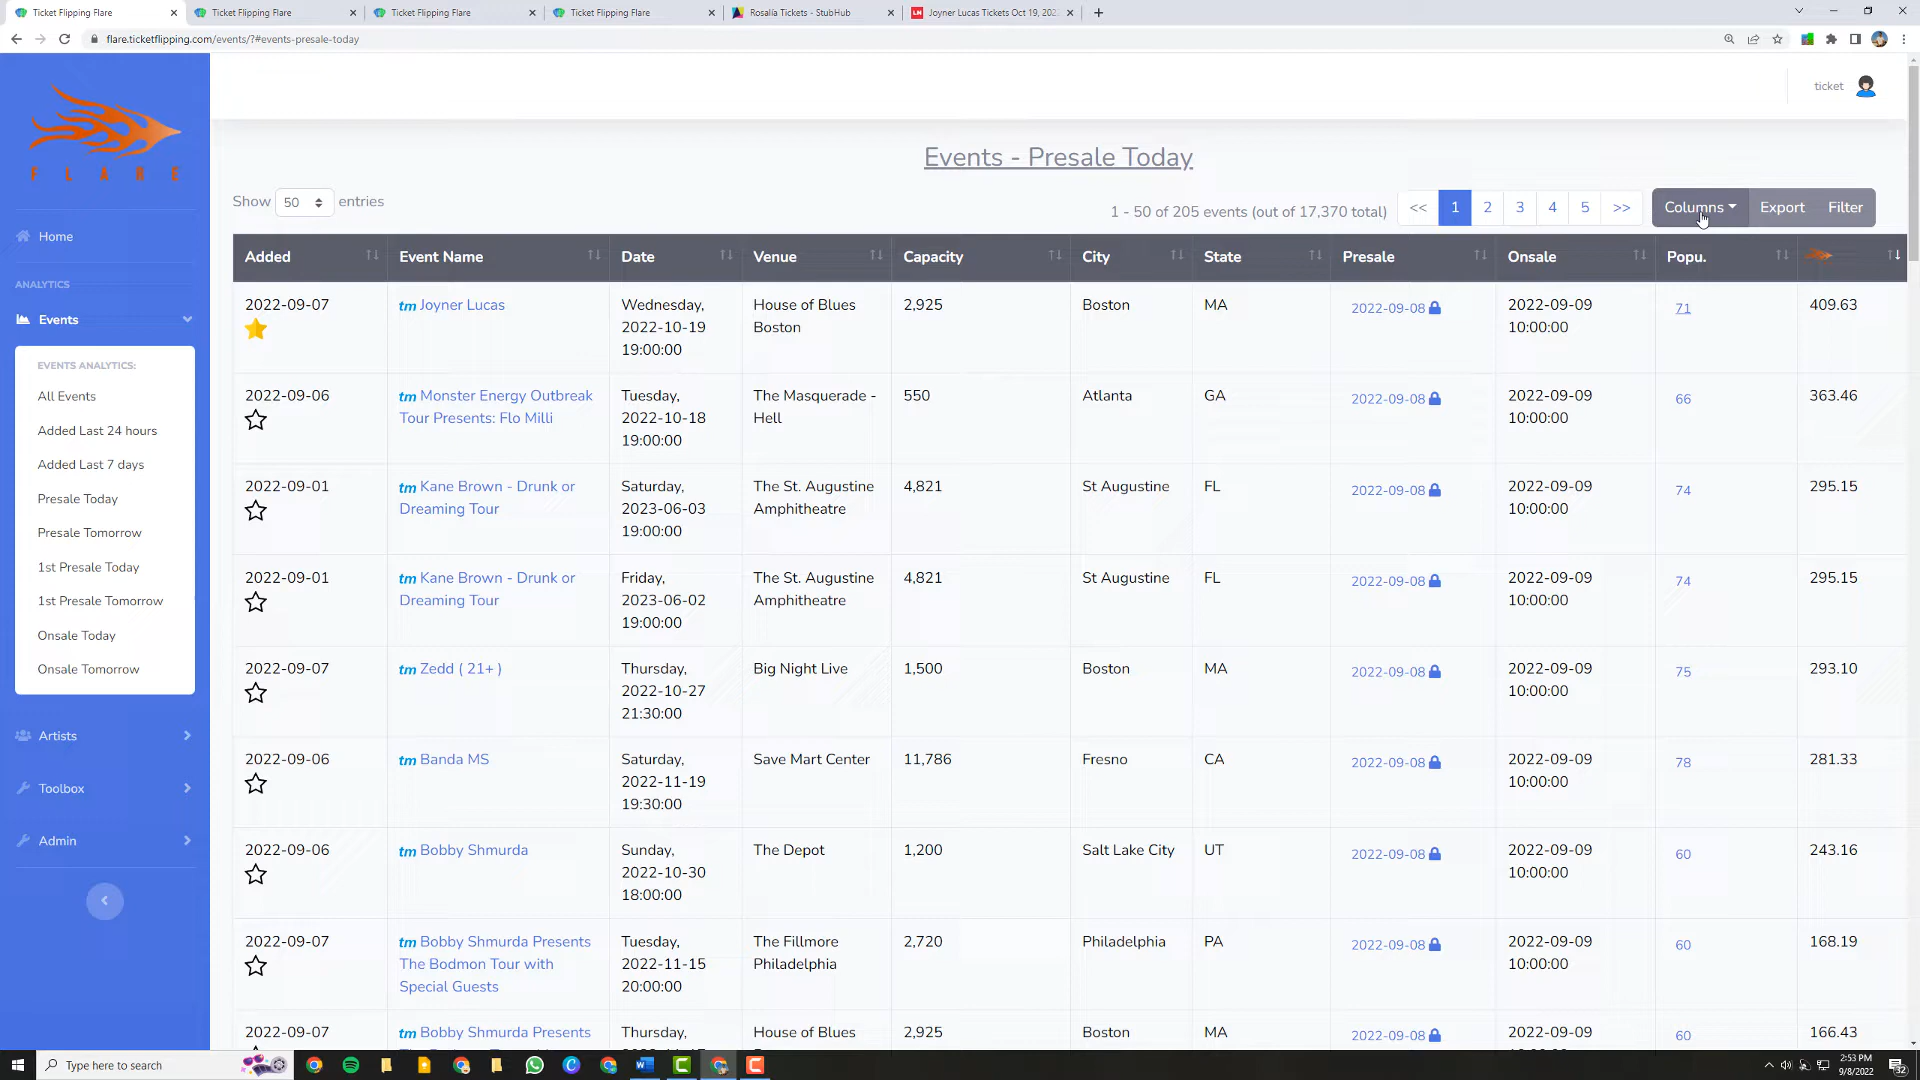 Ticket Flipping Flare
Ticket Flipping Flare
Ticket Flipping Flare
Ticket Flipping Flare
Rosalía Tickets - StubHub
Joyner Lucas Tickets Oct 19, 202
flare.ticketflipping.com/events/?#events-presale-today
FLARE
ticket
Home
ANALYTICS
Events
EVENTS ANALYTICS:
All Events
Added Last 24 hours
Added Last 7 days
Presale Today
Presale Tomorrow
1st Presale Today
1st Presale Tomorrow
Onsale Today
Onsale Tomorrow
Artists
Toolbox
Admin
Events - Presale Today
Show 50 entries
1 - 50 of 205 events (out of 17,370 total) << 1 2 3 4 5 >> Columns Export Filter
Added Event Name Date Venue Capacity City State Presale Onsale Popu.
2022-09-07 tm Joyner Lucas Wednesday, House of Blues 2,925 Boston MA 2022-09-08 2022-09-09 71 409.63
2022-10-19 Boston 10:00:00
19:00:00
2022-09-06 tm Monster Energy Outbreak Tuesday, The Masquerade - 550 Atlanta GA 2022-09-08 2022-09-09 66 363.46
Tour Presents: Flo Milli 2022-10-18 Hell 10:00:00
19:00:00
2022-09-01 tm Kane Brown - Drunk or Saturday, The St. Augustine 4,821 St Augustine FL 2022-09-08 2022-09-09 74 295.15
Dreaming Tour 2023-06-03 Amphitheatre 10:00:00
19:00:00
2022-09-01 tm Kane Brown - Drunk or Friday, The St. Augustine 4,821 St Augustine FL 2022-09-08 2022-09-09 74 295.15
Dreaming Tour 2023-06-02 Amphitheatre 10:00:00
19:00:00
2022-09-07 tm Zedd ( 21+ ) Thursday, Big Night Live 1,500 Boston MA 2022-09-08 2022-09-09 75 293.10
2022-10-27 10:00:00
21:30:00
2022-09-06 tm Banda MS Saturday, Save Mart Center 11,786 Fresno CA 2022-09-08 2022-09-09 78 281.33
2022-11-19 10:00:00
19:30:00
2022-09-06 tm Bobby Shmurda Sunday, The Depot 1,200 Salt Lake City UT 2022-09-08 2022-09-09 60 243.16
2022-10-30 10:00:00
18:00:00
2022-09-07 tm Bobby Shmurda Presents Tuesday, The Fillmore 2,720 Philadelphia PA 2022-09-08 2022-09-09 60 168.19
The Bodmon Tour with 2022-11-15 Philadelphia 10:00:00
Special Guests 20:00:00
2022-09-07 tm Bobby Shmurda Presents Thursday, House of Blues 2,925 Boston MA 2022-09-08 2022-09-09 60 166.43
Type here to search
2:53 PM
9/8/2022
32